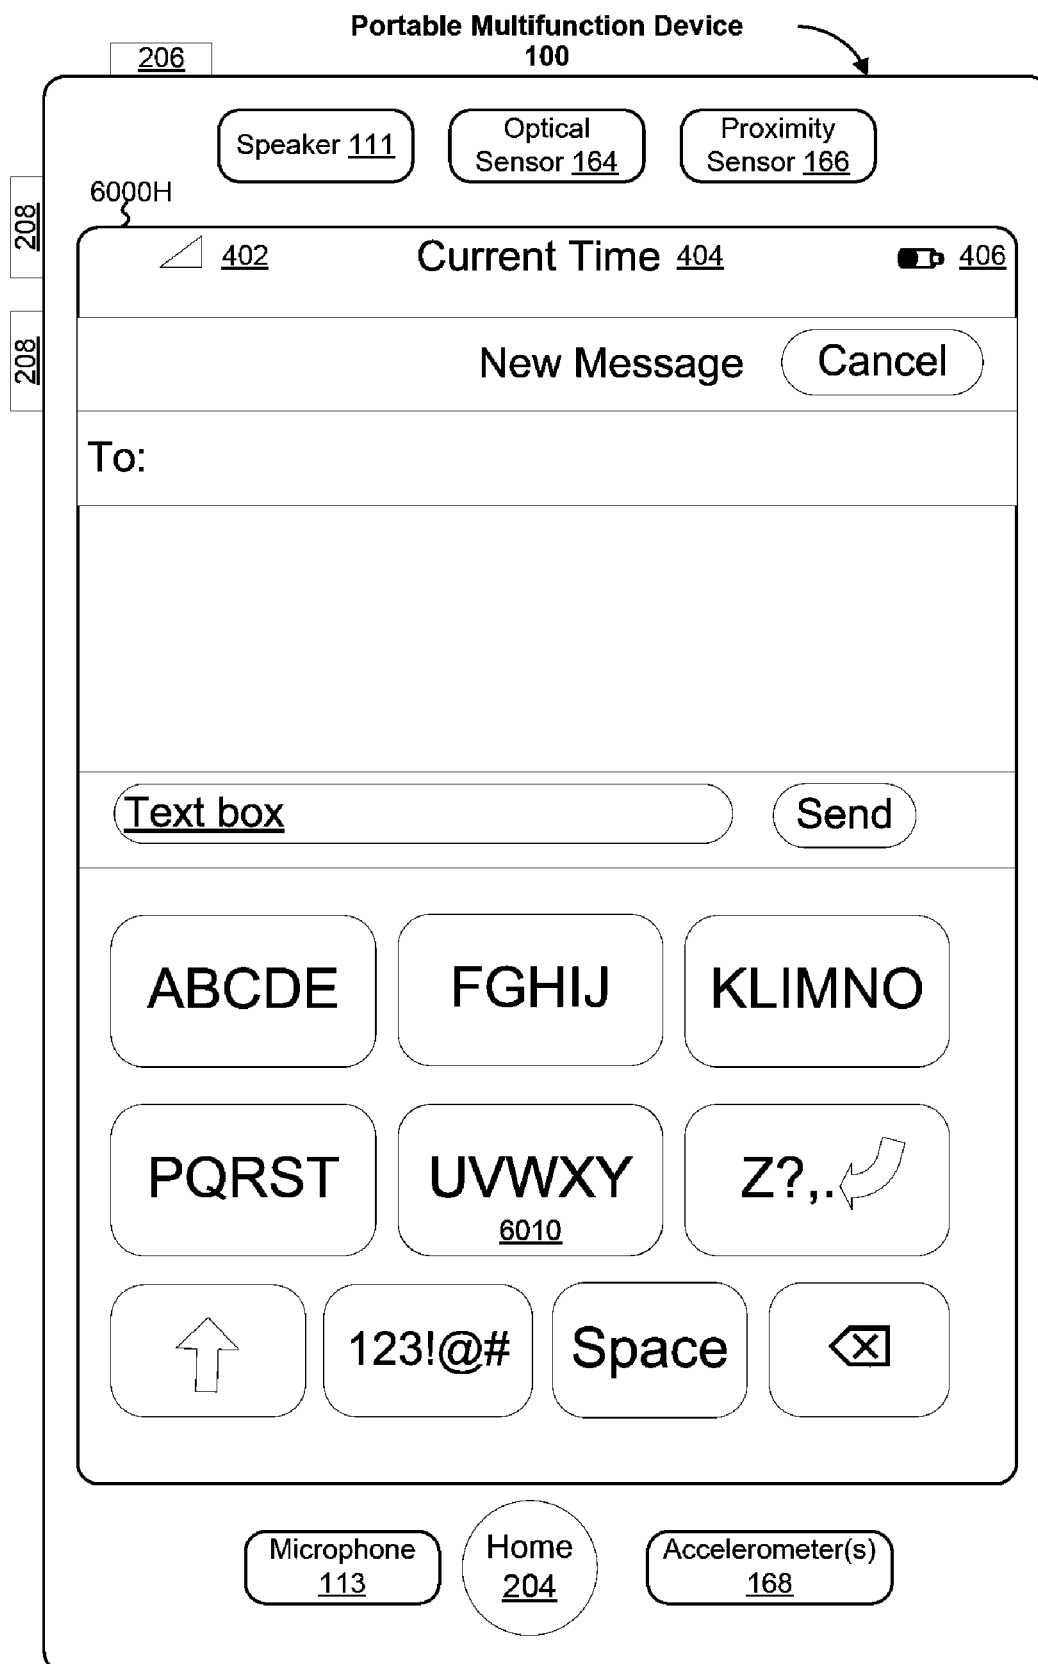 Portable Multifunction Device
100
206
Speaker 111
Optical
Sensor 164
Proximity
Sensor 166
6000H
208
208
402
Current Time 404
406
New Message
Cancel
To:
Text box
Send
ABCDE
FGHIJ
KLIMNO
PQRST
UVWXY
6010
Z?,.
123!@#
Space
Microphone
113
Home
204
Accelerometer(s)
168